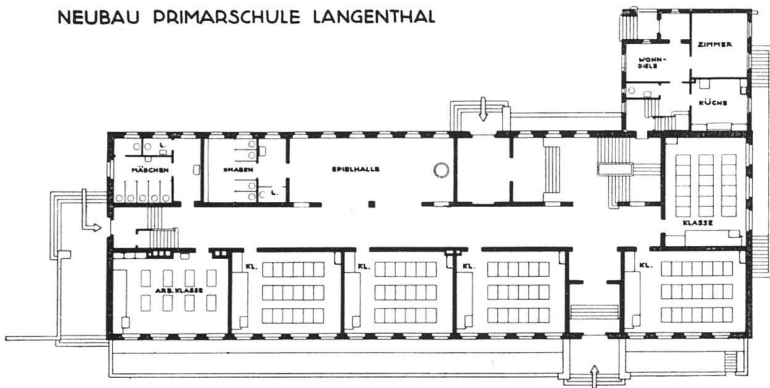 NEUBAU PRIMARSCHULE LANGENTHAL
ZIMMER
WOHN-
DIELE
KÜCHE
L.
MÄDCHEN
KNABEN
L.
SPIELHALLE
KLASSE
ARB. KLASSE
KL.
KL.
KL.
KL.